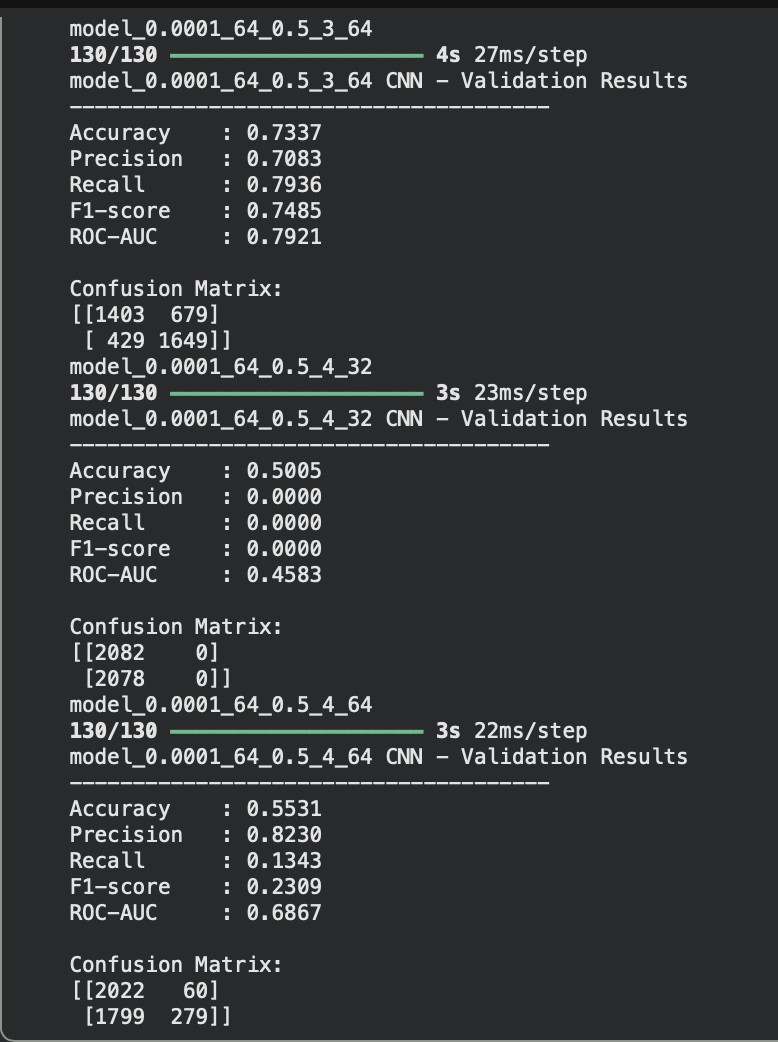 model_0.0001_64_0.5_3_64
130/130 ━━━━━━━━━━━━━━━━━━━━ 4s 27ms/step
model_0.0001_64_0.5_3_64 CNN - Validation Results
--------------------------------------
Accuracy    : 0.7337
Precision   : 0.7083
Recall      : 0.7936
F1-score    : 0.7485
ROC-AUC     : 0.7921

Confusion Matrix:
[[1403  679]
 [ 429 1649]]
model_0.0001_64_0.5_4_32
130/130 ━━━━━━━━━━━━━━━━━━━━ 3s 23ms/step
model_0.0001_64_0.5_4_32 CNN - Validation Results
--------------------------------------
Accuracy    : 0.5005
Precision   : 0.0000
Recall      : 0.0000
F1-score    : 0.0000
ROC-AUC     : 0.4583

Confusion Matrix:
[[2082    0]
 [2078    0]]
model_0.0001_64_0.5_4_64
130/130 ━━━━━━━━━━━━━━━━━━━━ 3s 22ms/step
model_0.0001_64_0.5_4_64 CNN - Validation Results
--------------------------------------
Accuracy    : 0.5531
Precision   : 0.8230
Recall      : 0.1343
F1-score    : 0.2309
ROC-AUC     : 0.6867

Confusion Matrix:
[[2022   60]
 [1799  279]]